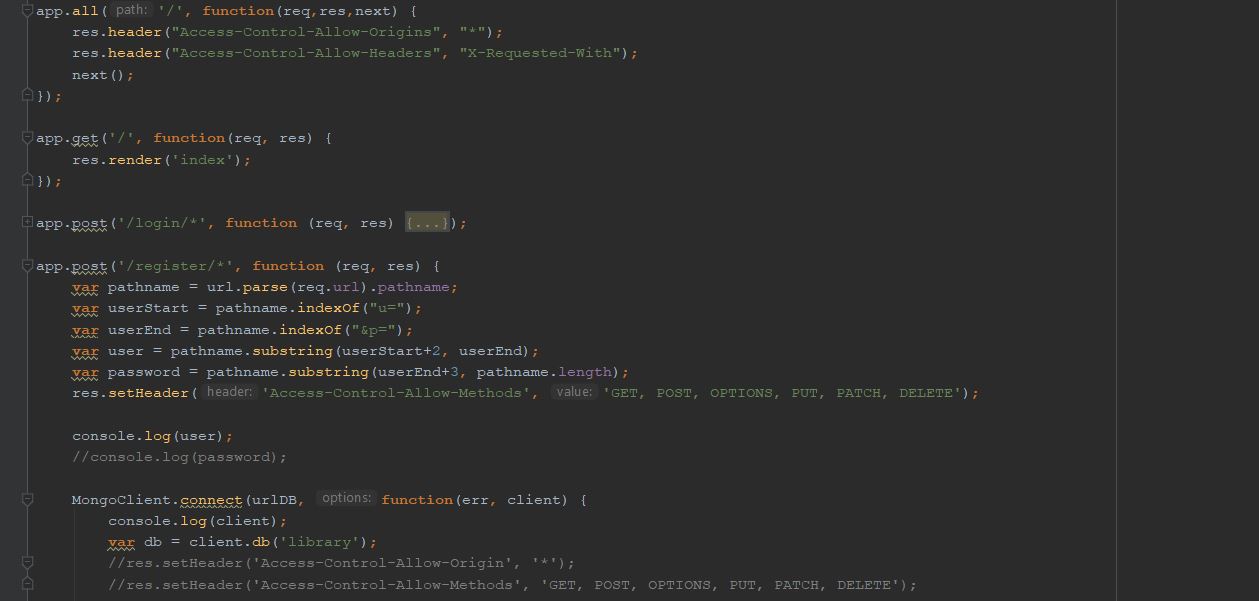 app.all( path: '/', function(req,res,next) {
res.header("Access-Control-Allow-Origins", "*");
res.header("Access-Control-Allow-Headers", "X-Requested-With");
next();
});
app.get('/', function(req, res) {
res.render('index');
});
app.post('/login/*', function (req, res) {...});
app.post('/register/*', function (req, res) {
var pathname = url.parse(req.url).pathname;
var userStart = pathname.indexOf("u=");
var userEnd = pathname.indexOf("&p=");
var user = pathname.substring(userStart+2, userEnd);
var password = pathname.substring(userEnd+3, pathname.length);
res.setHeader( header: 'Access-Control-Allow-Methods', value: 'GET, POST, OPTIONS, PUT, PATCH, DELETE');
console.log(user);
//console.log(password);
MongoClient.connect(urlDB, options: function(err, client) {
console.log(client);
var db = client.db('library');
//res.setHeader('Access-Control-Allow-Origin', '*');
//res.setHeader('Access-Control-Allow-Methods', 'GET, POST, OPTIONS, PUT, PATCH, DELETE');